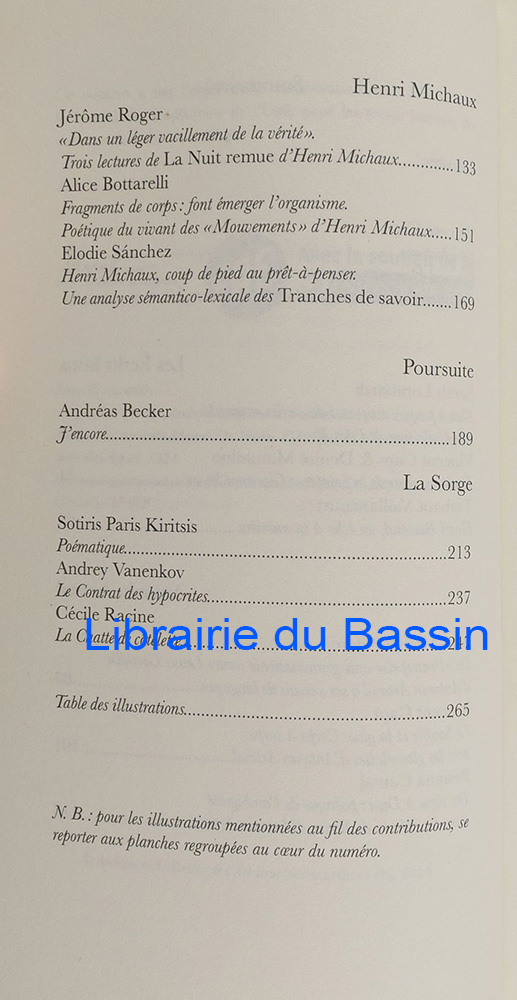 Henri Michaux
Jérôme Roger
«Dans un léger vacillement de la vérité».
Trois lectures de La Nuit remue d'Henri Michaux.............133
Alice Bottarelli
Fragments de corps : font émerger l'organisme.
Poétique du vivant des «Mouvements» d'Henri Michaux.....151
Elodie Sánchez
Henri Michaux, coup de pied au prêt-à-penser.
Une analyse sémantico-lexicale des Tranches de savoir.......169
Poursuite
Andréas Becker
J'encore...............................................................................189
La Sorge
Sotiris Paris Kiritsis
Poématique..........................................................................213
Andrey Vanenkov
Le Contrat des hypocrites.......................................................237
Cécile Racine
La
Librairie du Bassin
Table des illustrations............................................................265
N. B. : pour les illustrations mentionnées au fil des contributions, se
reporter aux planches regroupées au cœur du numéro.